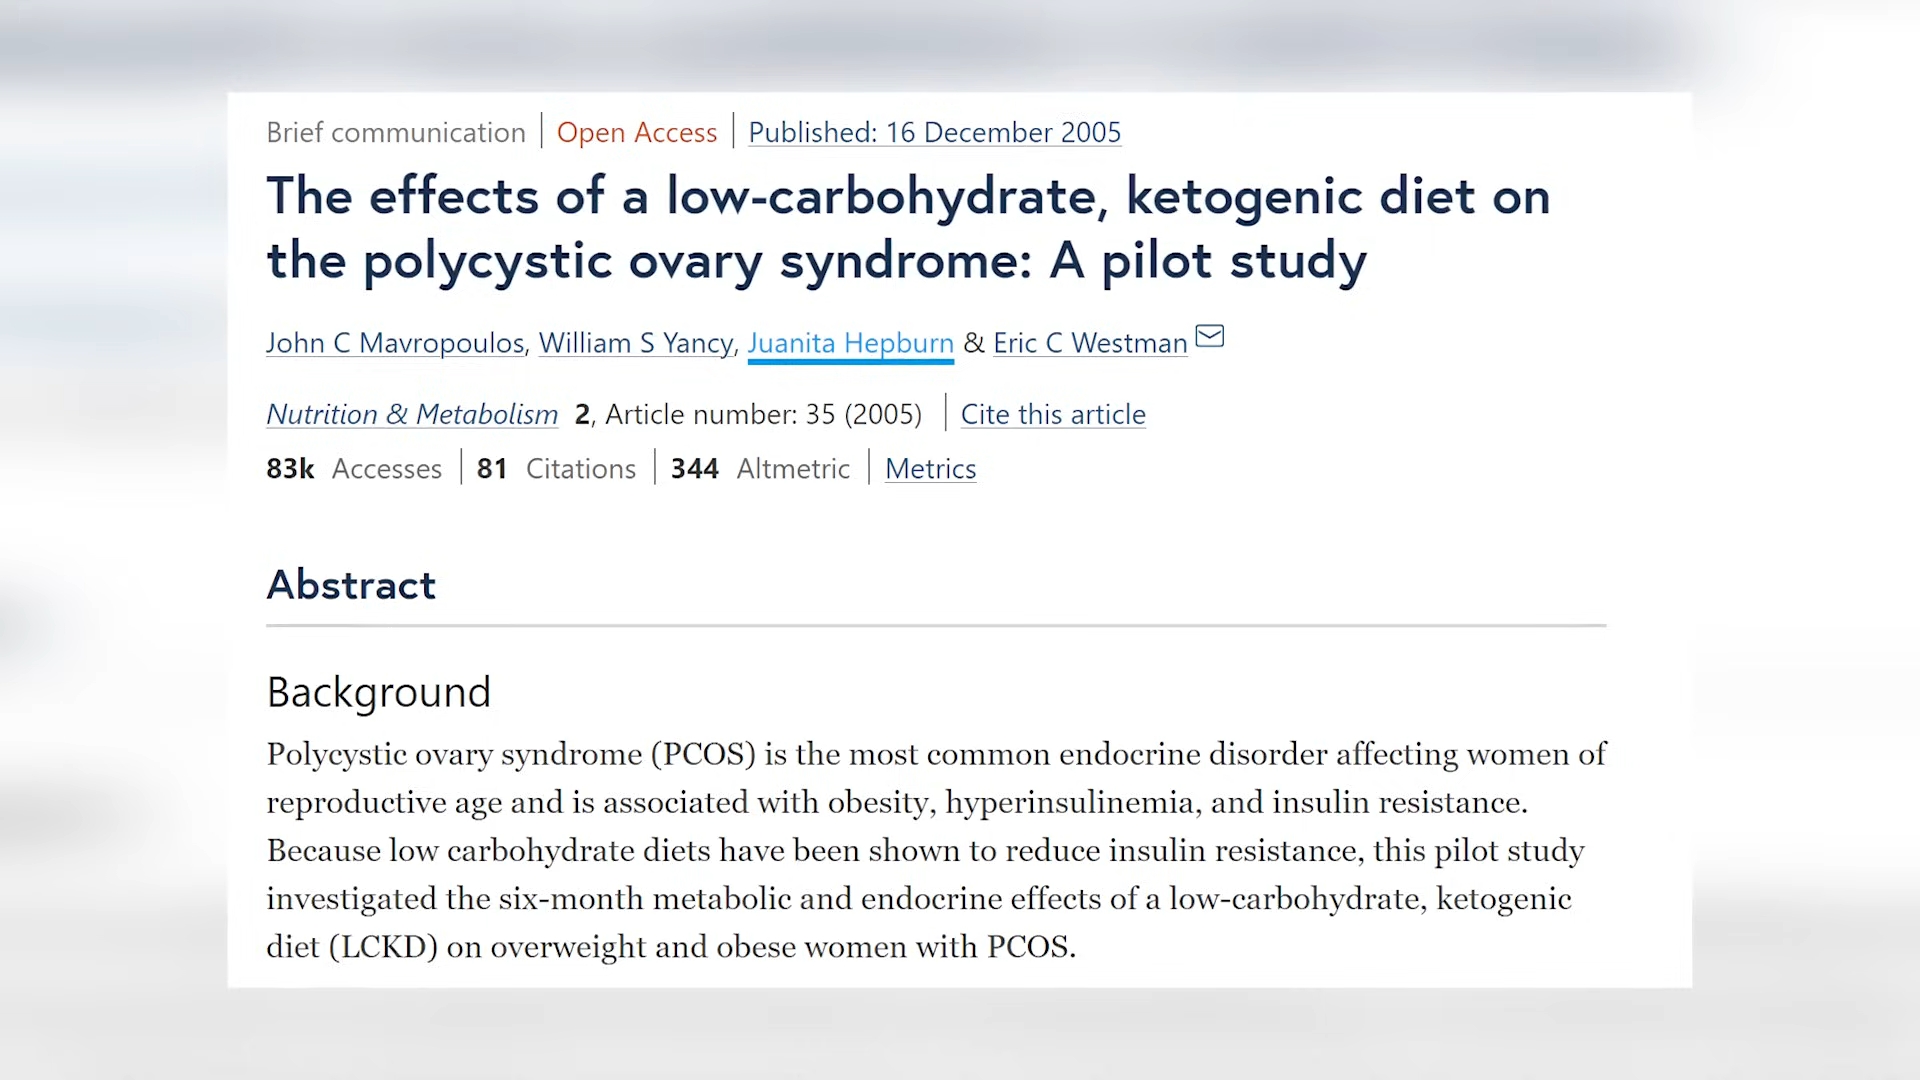 Brief communication | Open Access | Published: 16 December 2005
The effects of a low-carbohydrate, ketogenic diet on
the polycystic ovary syndrome: A pilot study
John C Mavropoulos, William S Yancy, Juanita Hepburn & Eric C Westman
Nutrition & Metabolism 2, Article number: 35 (2005) | Cite this article
83k Accesses | 81 Citations | 344 Altmetric | Metrics
Abstract
Background
Polycystic ovary syndrome (PCOS) is the most common endocrine disorder affecting women of
reproductive age and is associated with obesity, hyperinsulinemia, and insulin resistance.
Because low carbohydrate diets have been shown to reduce insulin resistance, this pilot study
investigated the six-month metabolic and endocrine effects of a low-carbohydrate, ketogenic
diet (LCKD) on overweight and obese women with PCOS.